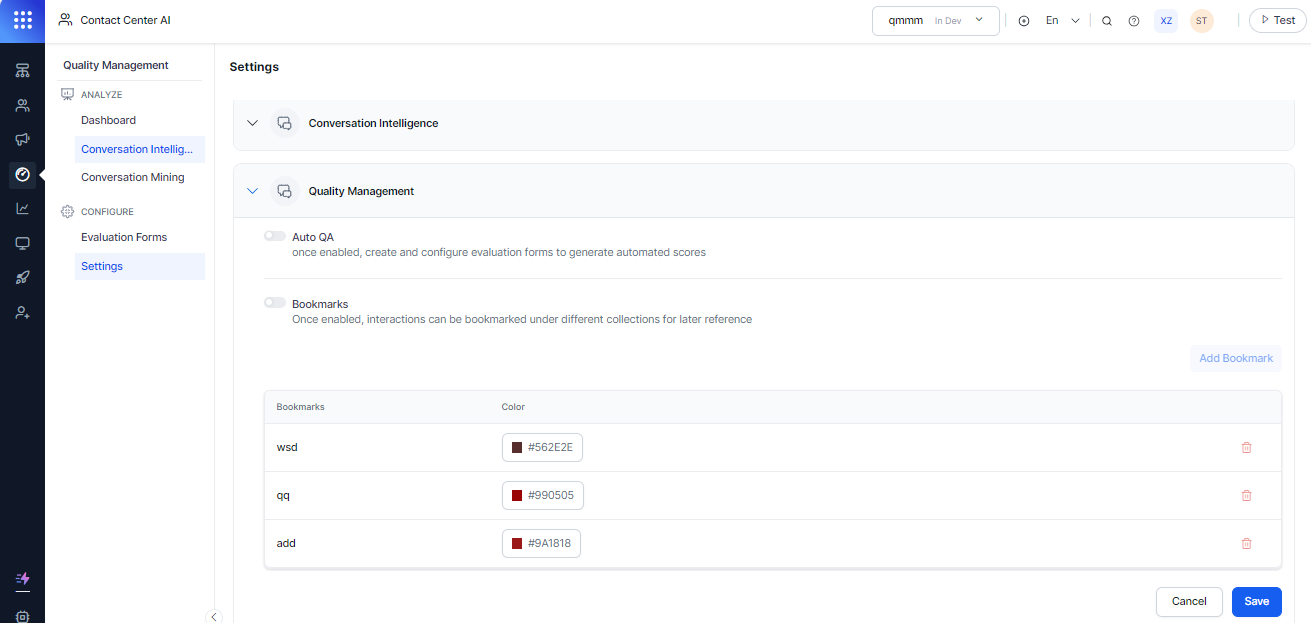 Contact Center AI
qmmm In Dev
En
XZ
ST
Test
Quality Management
ANALYZE
Dashboard
Conversation Intellig...
Conversation Mining
CONFIGURE
Evaluation Forms
Settings
Settings
Conversation Intelligence
Quality Management
Auto QA
once enabled, create and configure evaluation forms to generate automated scores
Bookmarks
Once enabled, interactions can be bookmarked under different collections for later reference
Add Bookmark
Bookmarks Color
wsd #562E2E
qq #990505
add #9A1818
Cancel Save